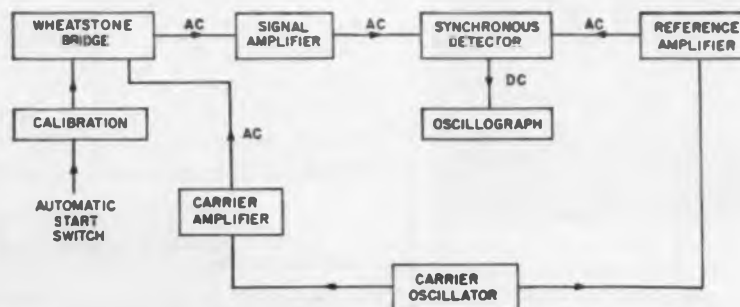 WHEATSTONE
BRIDGE
AC
SIGNAL
AMPLIFIER
AC
SYNCHRONOUS
DETECTOR
AC
REFERENCE
AMPLIFIER
DC
CALIBRATION
OSCILLOGRAPH
AC
AUTOMATIC
START
SWITCH
CARRIER
AMPLIFIER
CARRIER
OSCILLATOR